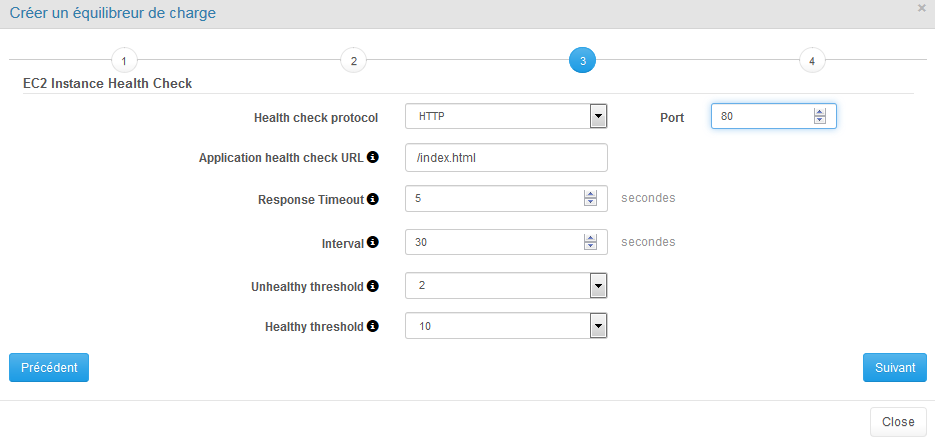 Créer un équilibreur de charge ×
1 2 3 4
EC2 Instance Health Check
Health check protocol HTTP Port 80
Application health check URL /index.html
Response Timeout 5 secondes
Interval 30 secondes
Unhealthy threshold 2
Healthy threshold 10
Précédent Suivant
Close